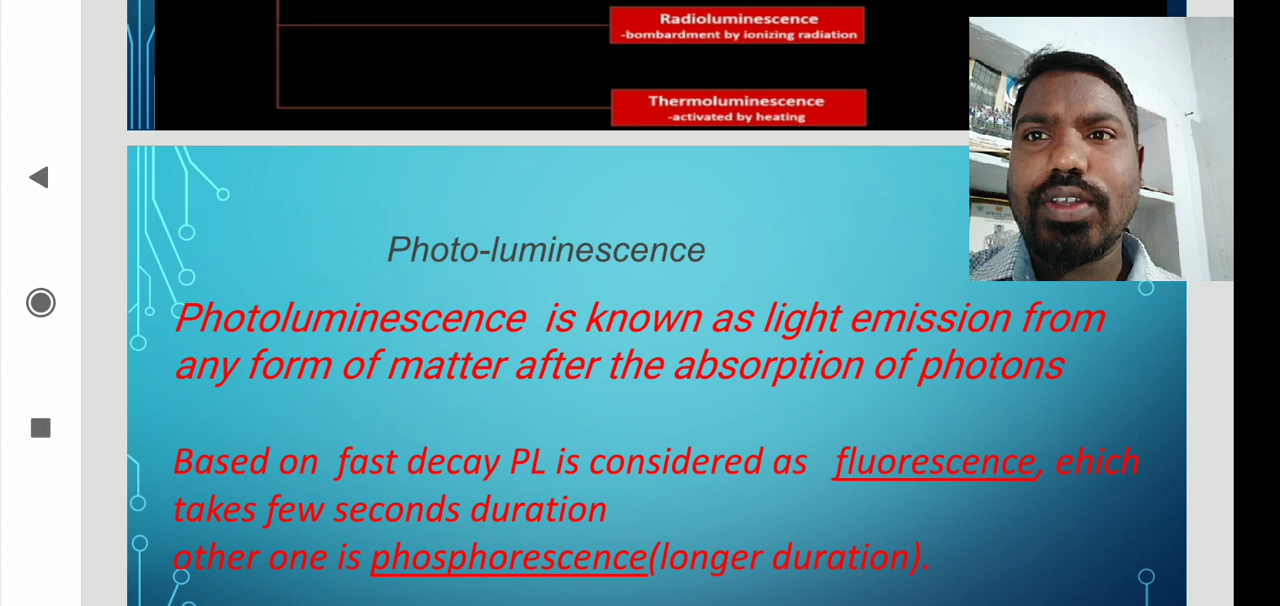 Radioluminescence
-bombardment by ionizing radiation
Thermoluminescence
-activated by heating
Photo-luminescence
Photoluminescence is known as light emission from
any form of matter after the absorption of photons
Based on fast decay PL is considered as fluorescence, ehich
takes few seconds duration
other one is phosphorescence(longer duration).